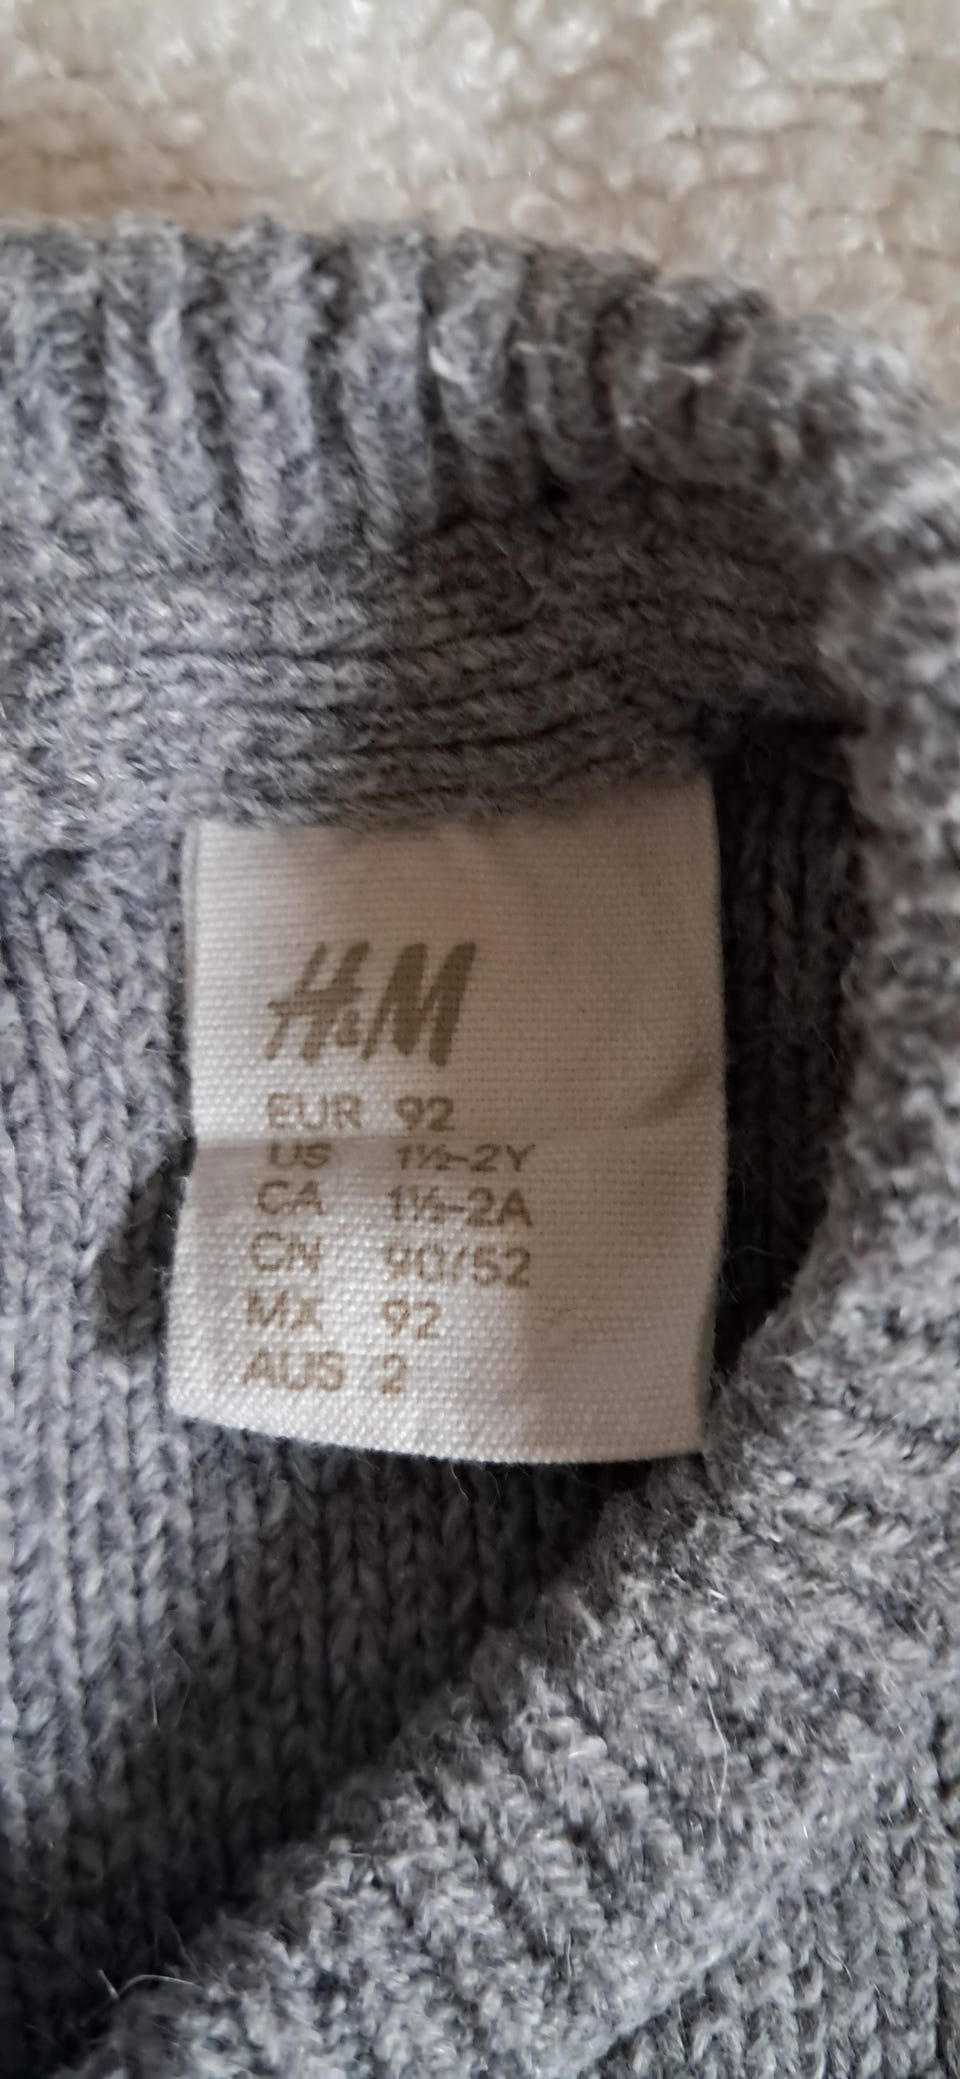 H&M
EUR 92
US 1½-2Y
CA 1½-2A
CN 90/52
MX 92
AUS 2